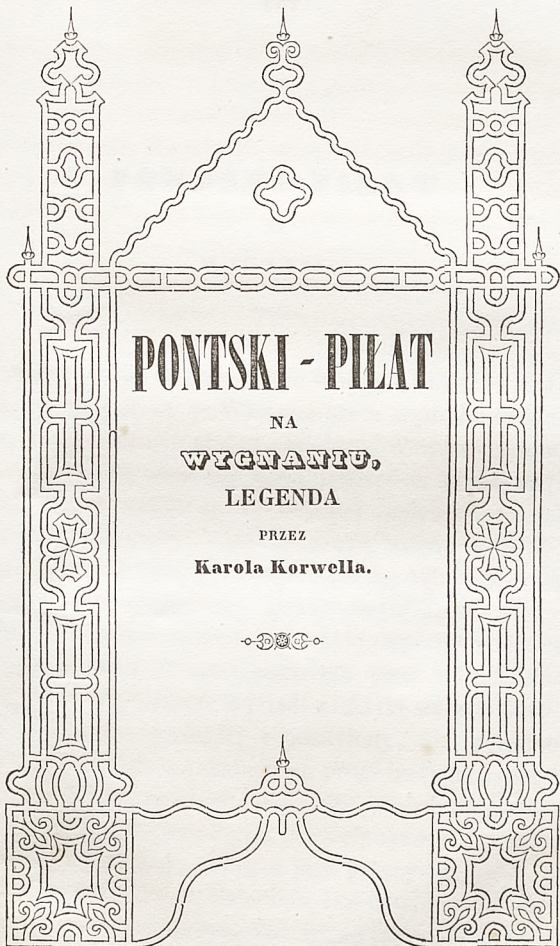 PONTSKI - PIŁAT
NA
WYGNANIU,
LEGENDA
PRZEZ
Karola Korwella.